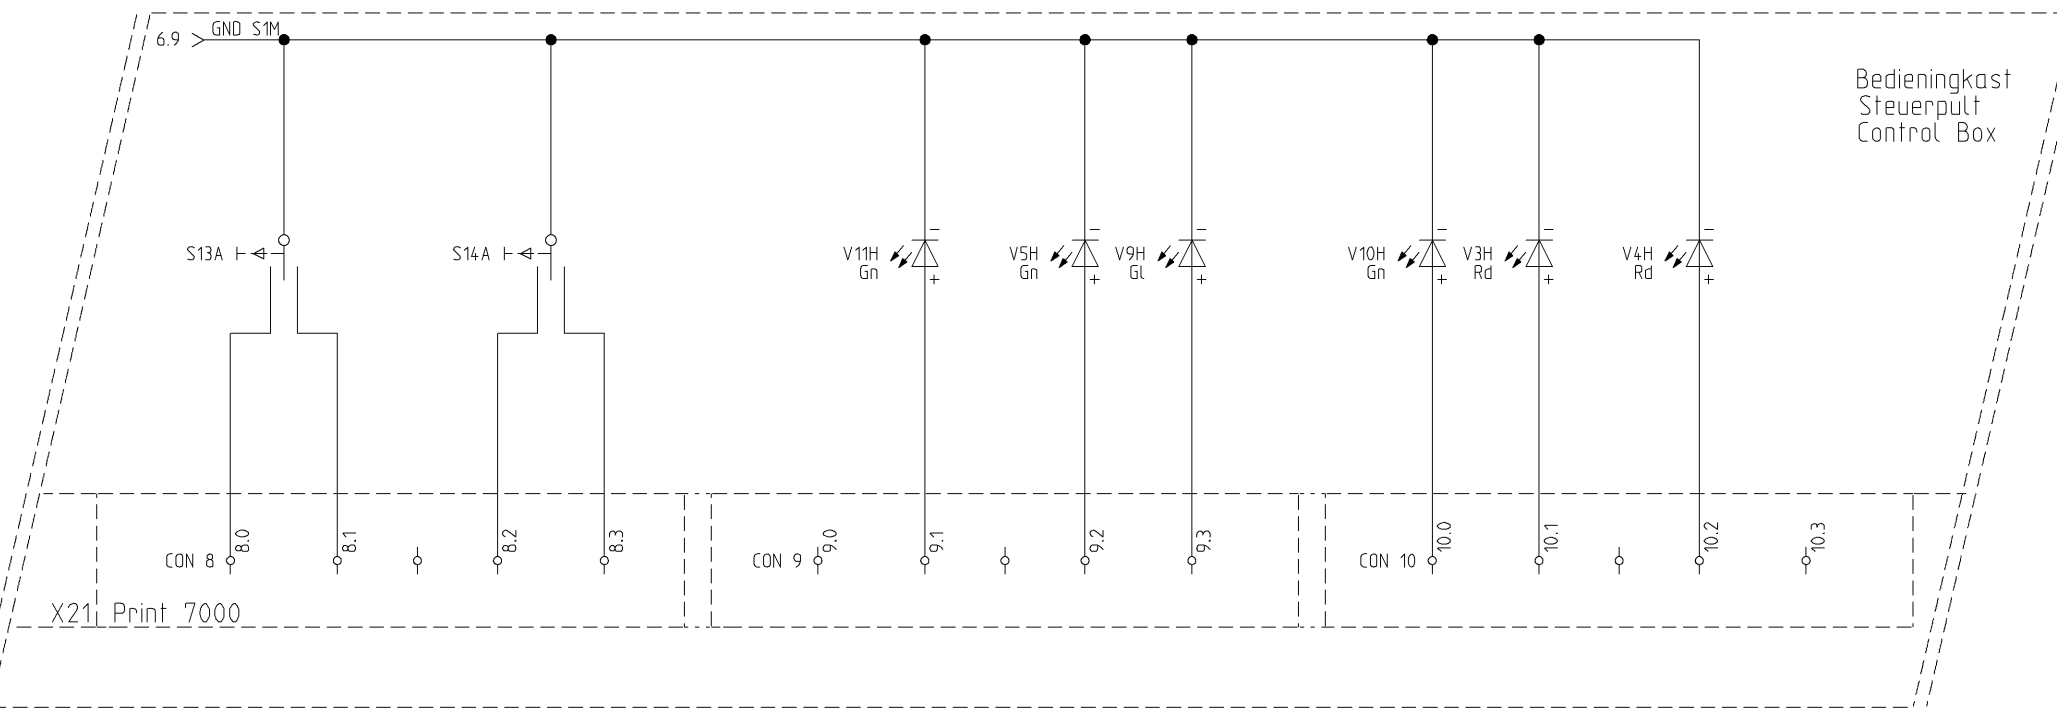 6.9 GND S1M
Bedieningkast
Steuerpult
Control Box
S13A
S14A
V11H
Gn
V5H
Gn
V9H
Gl
V10H
Gn
V3H
Rd
V4H
Rd
− − − − − −
+ + + + + +
CON 8 8.0 8.1 8.2 8.3
CON 9 9.0 9.1 9.2 9.3
CON 10 10.0 10.1 10.2 10.3
X21 Print 7000